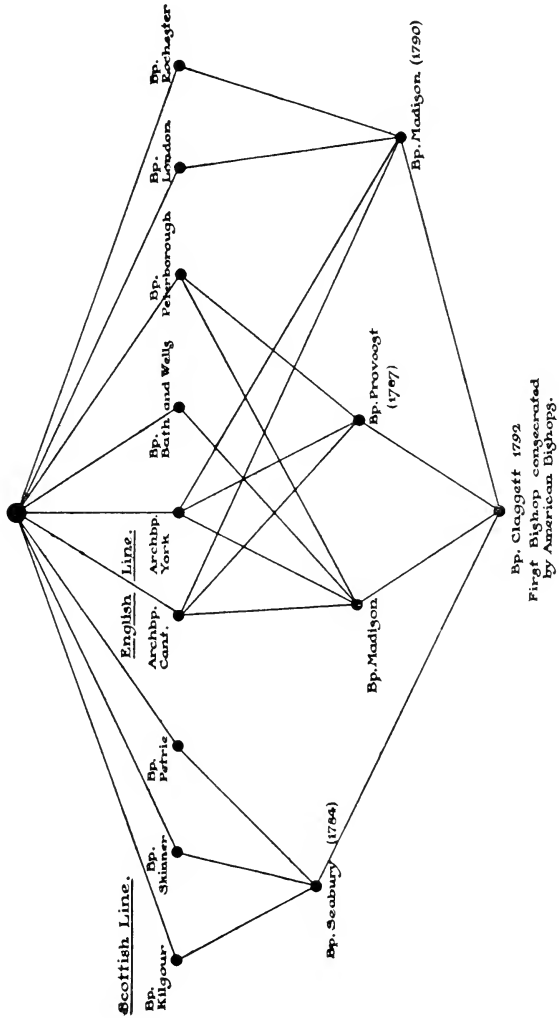 Scottish Line.
English Line.
Bp.
Kilgour
Bp.
Skinner
Bp.
Petrie
Archbp.
Cant.
Archbp.
York
Bp.
Bath and Wells
Bp.
Peterborough
Bp.
London
Bp.
Rochester
Bp. Seabury (1784)
Bp. Madison
Bp. Provoost
(1787)
Bp. Madison (1790)
Bp. Claggett 1792
First Bishop consecrated
by American Bishops.